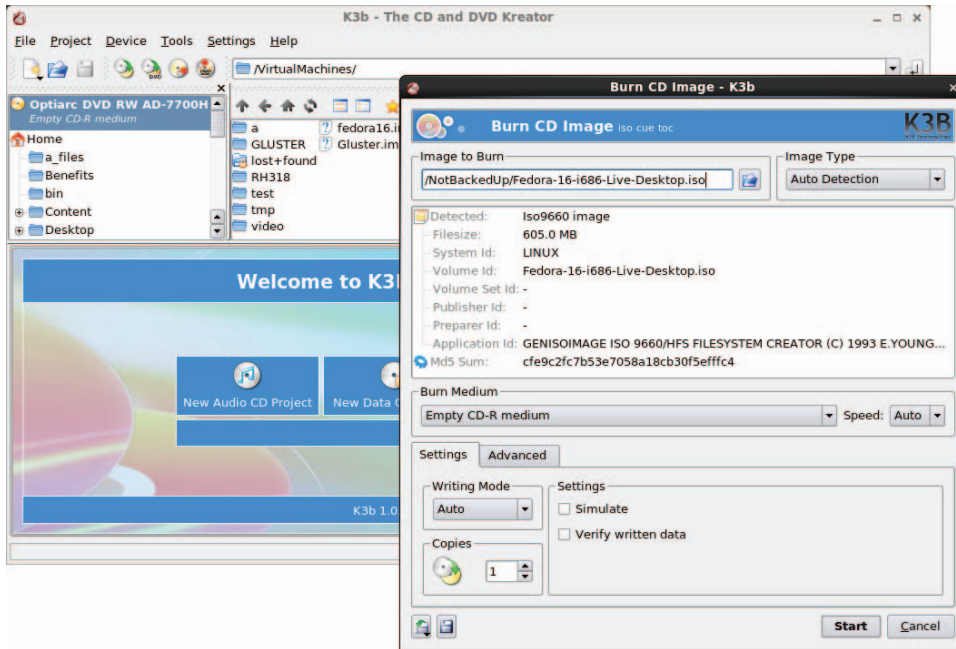 K3b - The CD and DVD Kreator
File Project Device Tools Settings Help
/VirtualMachines/
Optiarc DVD RW AD-7700H
Empty CD-R medium
Home
a_files
Benefits
bin
Content
Desktop
a
GLUSTER
lost+found
RH318
test
tmp
video
fedora16.i
Gluster.im
Welcome to K3
New Audio CD Project
New Data
K3b 1.0
Burn CD Image - K3b
Burn CD Image iso cue toc
K3B
Image to Burn
/NotBackedUp/Fedora-16-i686-Live-Desktop.iso
Image Type
Auto Detection
Detected: Iso9660 image
Filesize: 605.0 MB
System Id: LINUX
Volume Id: Fedora-16-i686-Live-Desktop.iso
Volume Set Id: -
Publisher Id: -
Preparer Id: -
Application Id: GENISOIMAGE ISO 9660/HFS FILESYSTEM CREATOR (C) 1993 E.YOUNG...
Md5 Sum: cfe9c2fc7b53e7058a18cb30f5efffc4
Burn Medium
Empty CD-R medium
Speed: Auto
Settings Advanced
Writing Mode
Auto
Copies
1
Settings
Simulate
Verify written data
Start Cancel